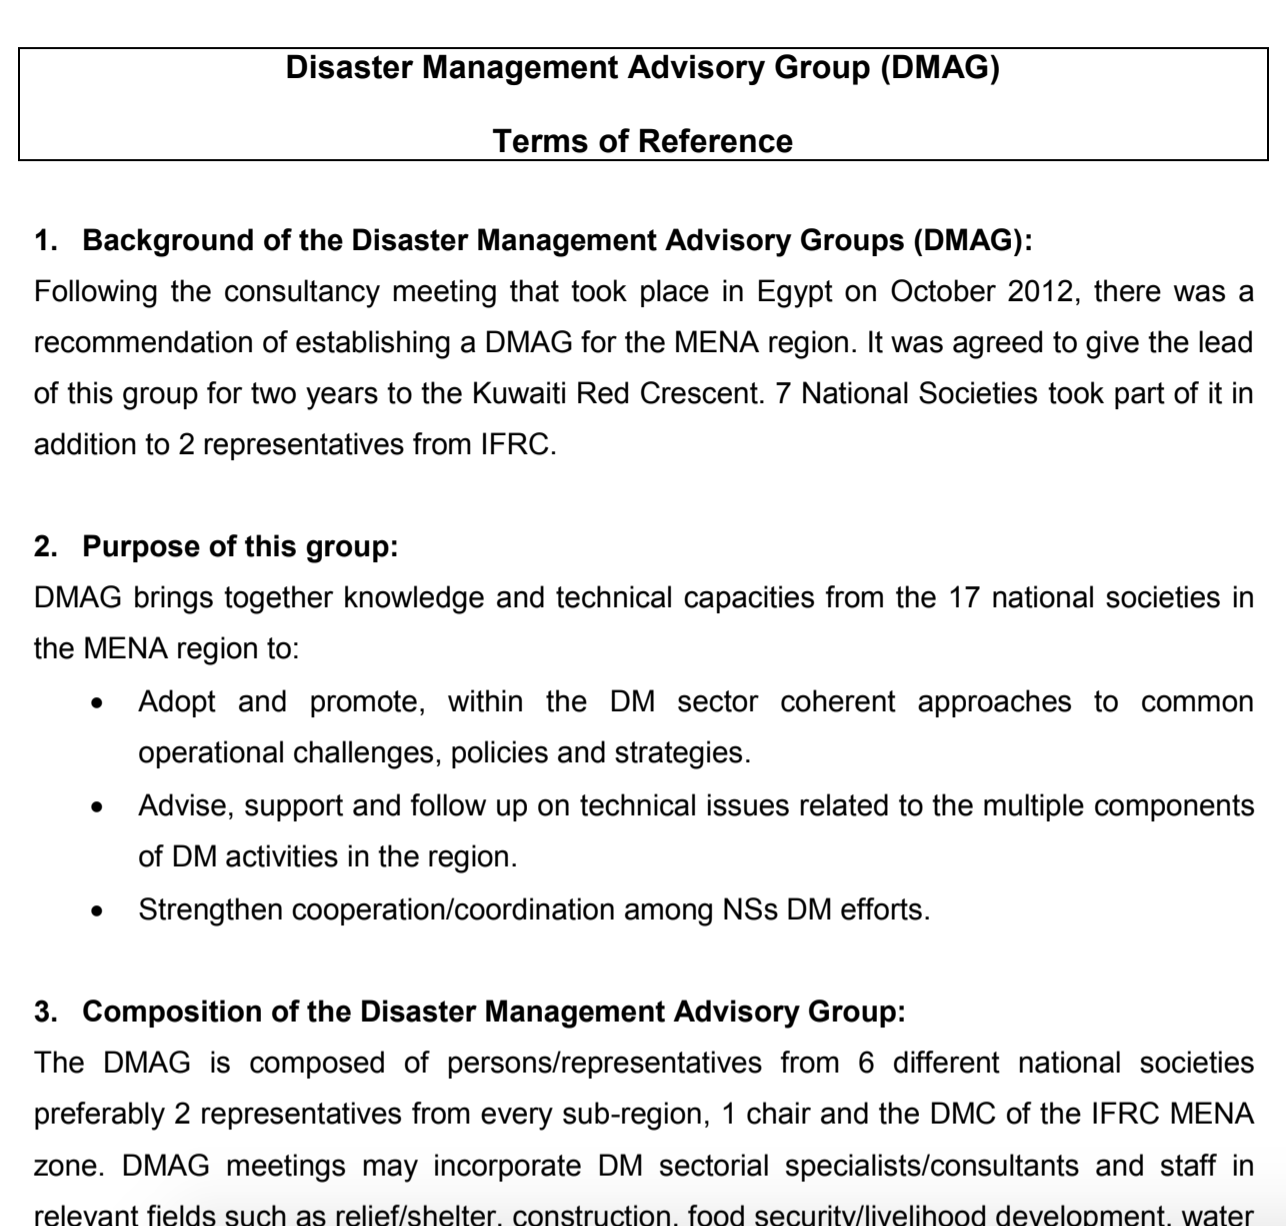 Disaster Management Advisory Group (DMAG)
Terms of Reference
1. Background of the Disaster Management Advisory Groups (DMAG):
Following the consultancy meeting that took place in Egypt on October 2012, there was a
recommendation of establishing a DMAG for the MENA region. It was agreed to give the lead
of this group for two years to the Kuwaiti Red Crescent. 7 National Societies took part of it in
addition to 2 representatives from IFRC.
2. Purpose of this group:
DMAG brings together knowledge and technical capacities from the 17 national societies in
the MENA region to:
• Adopt and promote, within the DM sector coherent approaches to common
operational challenges, policies and strategies.
• Advise, support and follow up on technical issues related to the multiple components
of DM activities in the region.
• Strengthen cooperation/coordination among NSs DM efforts.
3. Composition of the Disaster Management Advisory Group:
The DMAG is composed of persons/representatives from 6 different national societies
preferably 2 representatives from every sub-region, 1 chair and the DMC of the IFRC MENA
zone. DMAG meetings may incorporate DM sectorial specialists/consultants and staff in
relevant fields such as relief/shelter, construction, food security/livelihood development, water